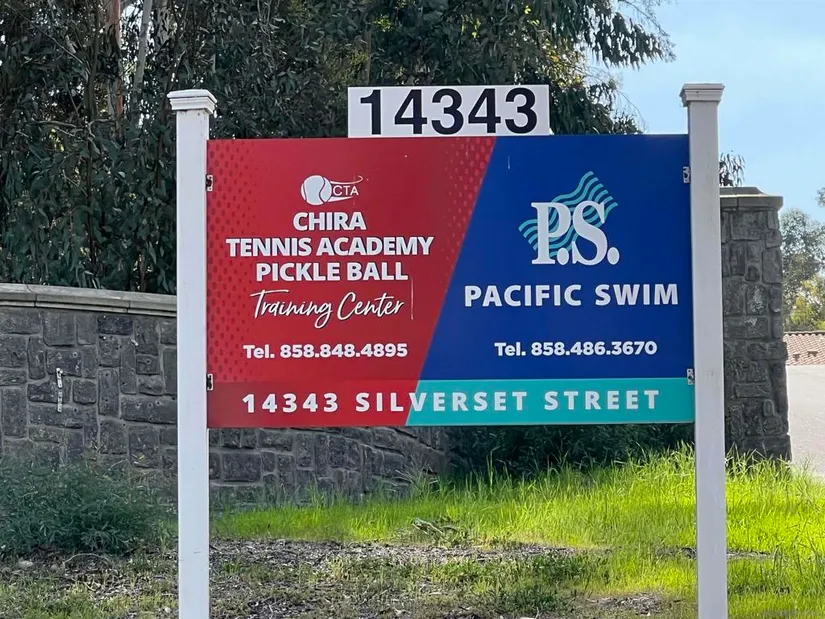 14343
CTA
CHIRA
TENNIS ACADEMY
PICKLE BALL
Training Center
Tel. 858.848.4895
P.S.
PACIFIC SWIM
Tel. 858.486.3670
14343 SILVERSET STREET